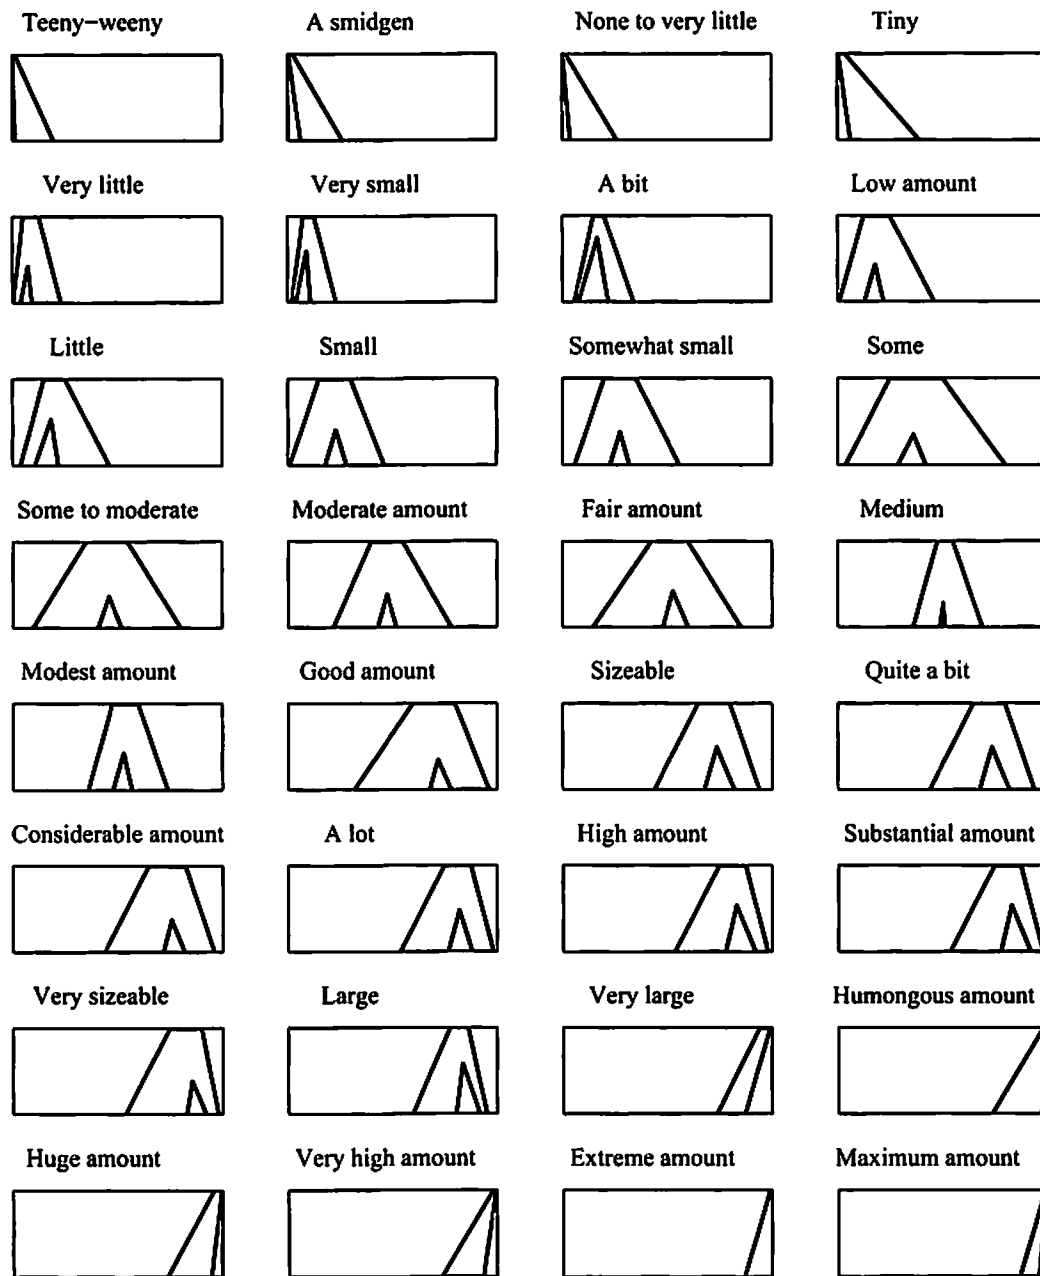 Teeny-weeny
A smidgen
None to very little
Tiny
Very little
Very small
A bit
Low amount
Little
Small
Somewhat small
Some
Some to moderate
Moderate amount
Fair amount
Medium
Modest amount
Good amount
Sizeable
Quite a bit
Considerable amount
A lot
High amount
Substantial amount
Very sizeable
Large
Very large
Humongous amount
Huge amount
Very high amount
Extreme amount
Maximum amount